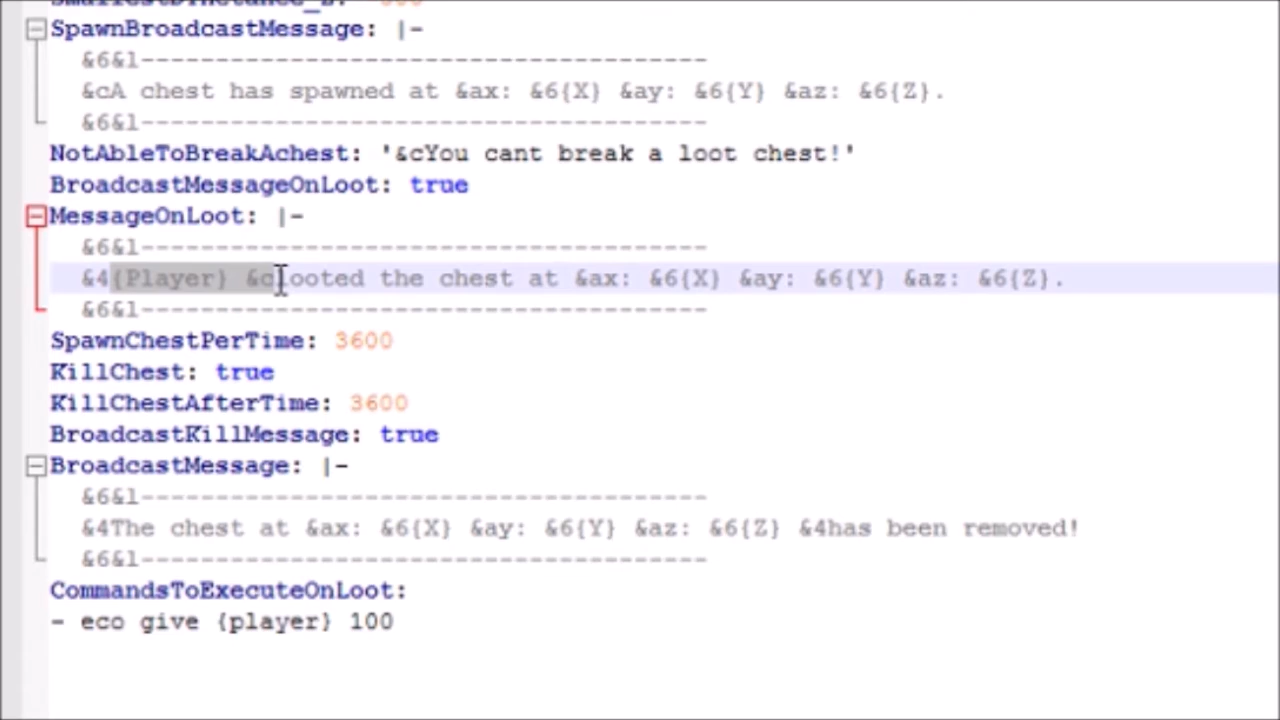 SpawnBroadcastMessage: |-
&6&l--------------------------------------
&cA chest has spawned at &ax: &6{X} &ay: &6{Y} &az: &6{Z}.
&6&l--------------------------------------
NotAbleToBreakAchest: '&cYou cant break a loot chest!'
BroadcastMessageOnLoot: true
MessageOnLoot: |-
&6&l--------------------------------------
&4{Player} &clooted the chest at &ax: &6{X} &ay: &6{Y} &az: &6{Z}.
&6&l--------------------------------------
SpawnChestPerTime: 3600
KillChest: true
KillChestAfterTime: 3600
BroadcastKillMessage: true
BroadcastMessage: |-
&6&l--------------------------------------
&4The chest at &ax: &6{X} &ay: &6{Y} &az: &6{Z} &4has been removed!
&6&l--------------------------------------
CommandsToExecuteOnLoot:
- eco give {player} 100